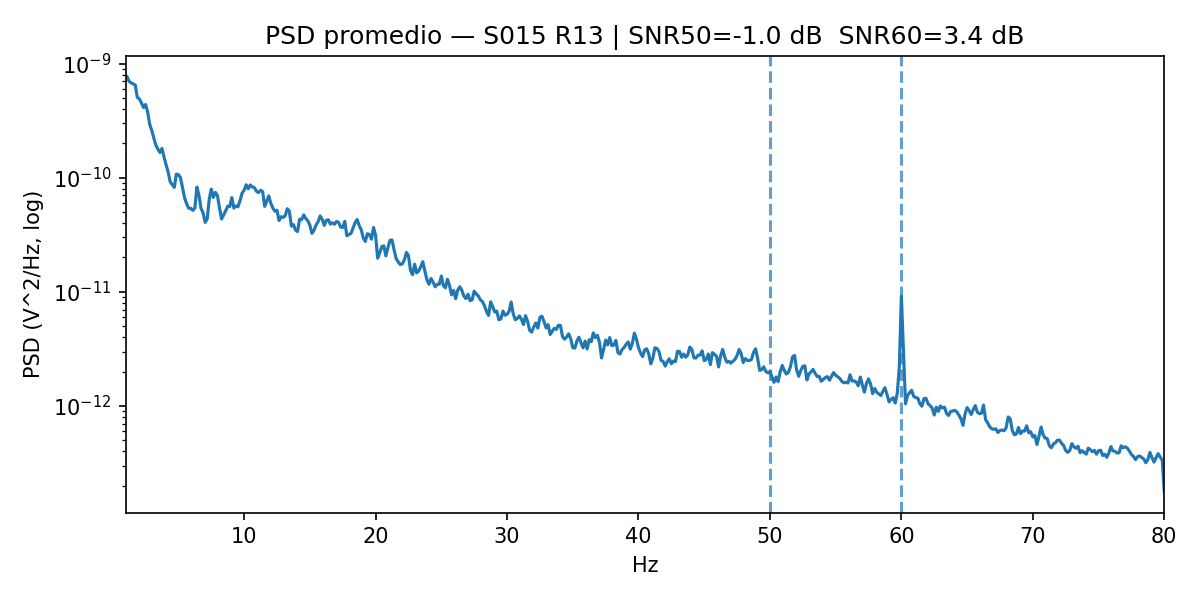 PSD promedio — S015 R13 | SNR50=-1.0 dB  SNR60=3.4 dB
PSD (V^2/Hz, log)
10⁻⁹
10⁻¹⁰
10⁻¹¹
10⁻¹²
10 20 30 40 50 60 70 80
Hz